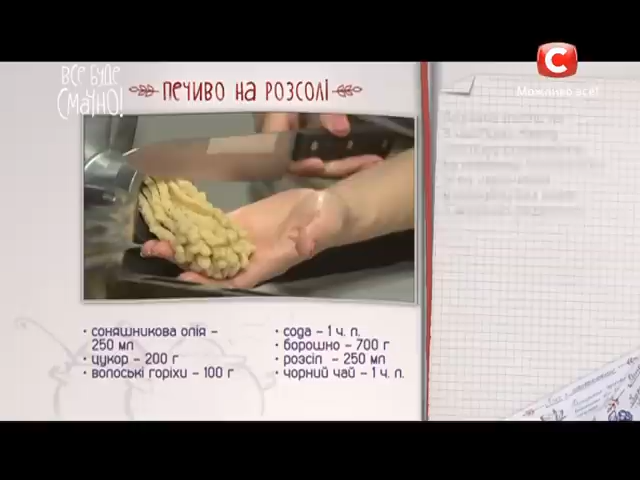 ВСЕ БУДЕ
СМАЧНО!
ПЕЧИВО НА РОЗСОЛІ
С
Можливо все!
· соняшникова олія –
250 мл
· цукор – 200 г
· волоські горіхи – 100 г
· сода – 1 ч. л.
· борошно – 700 г
· розсіл – 250 мл
· чорний чай – 1 ч. л.